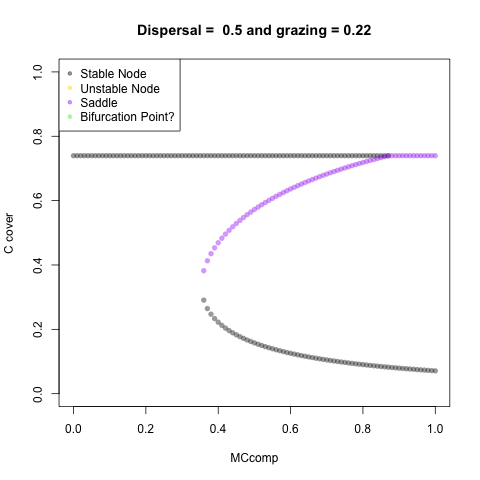 Dispersal =  0.5 and grazing = 0.22
Stable Node
Unstable Node
Saddle
Bifurcation Point?
C cover
1.0
0.8
0.6
0.4
0.2
0.0
0.0 0.2 0.4 0.6 0.8 1.0
MCcomp